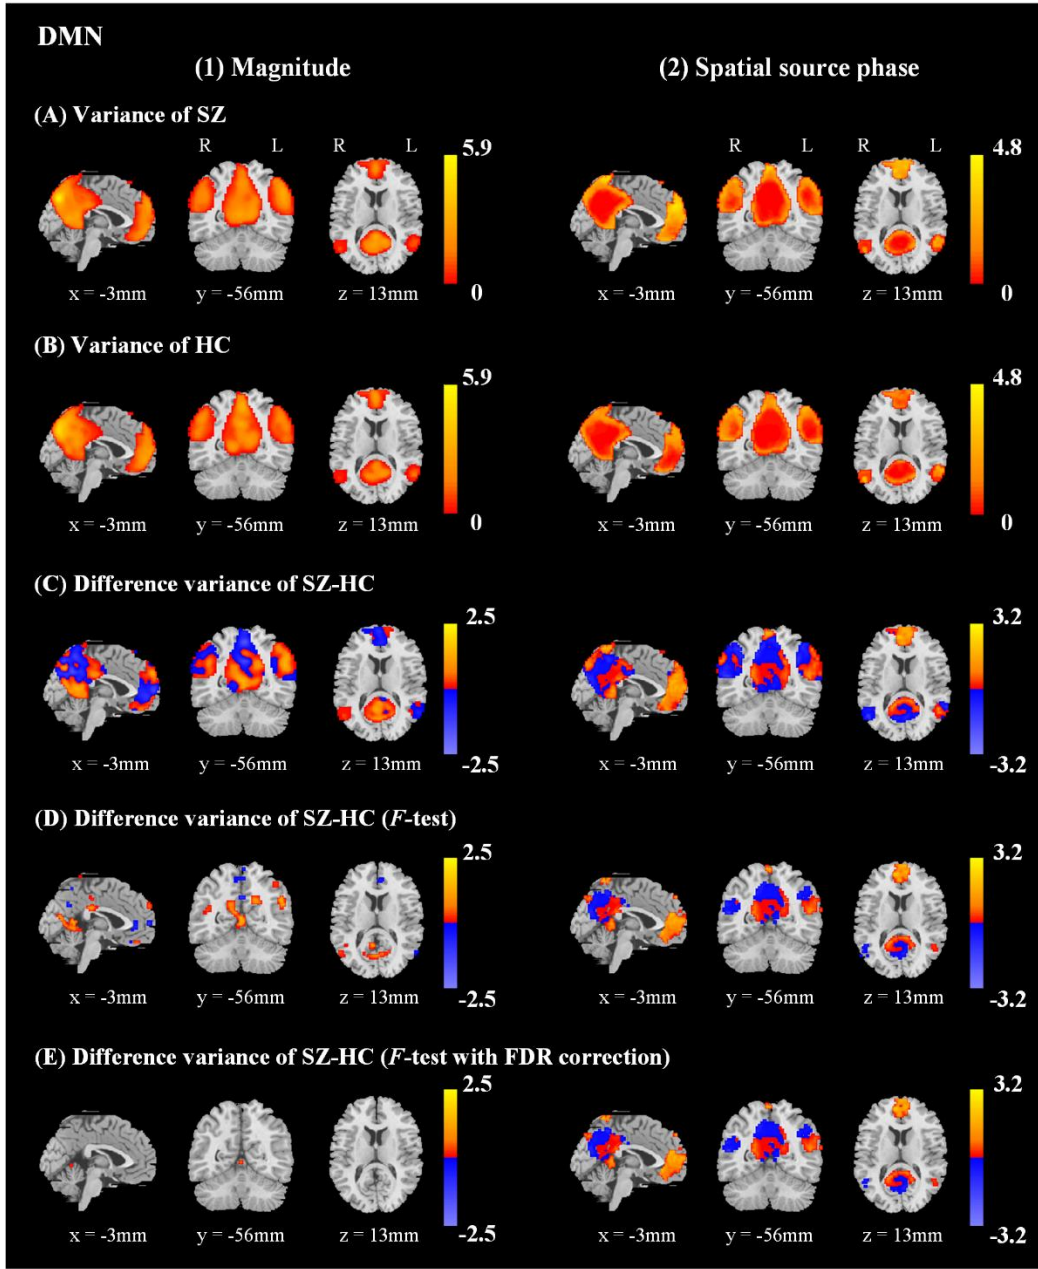 DMN
(1) Magnitude (2) Spatial source phase
(A) Variance of SZ
R L R L 5.9 R L R L 4.8
0 0
x = -3mm y = -56mm z = 13mm x = -3mm y = -56mm z = 13mm
(B) Variance of HC
5.9 4.8
0 0
x = -3mm y = -56mm z = 13mm x = -3mm y = -56mm z = 13mm
(C) Difference variance of SZ-HC
2.5 3.2
-2.5 -3.2
x = -3mm y = -56mm z = 13mm x = -3mm y = -56mm z = 13mm
(D) Difference variance of SZ-HC (F-test)
2.5 3.2
-2.5 -3.2
x = -3mm y = -56mm z = 13mm x = -3mm y = -56mm z = 13mm
(E) Difference variance of SZ-HC (F-test with FDR correction)
2.5 3.2
-2.5 -3.2
x = -3mm y = -56mm z = 13mm x = -3mm y = -56mm z = 13mm